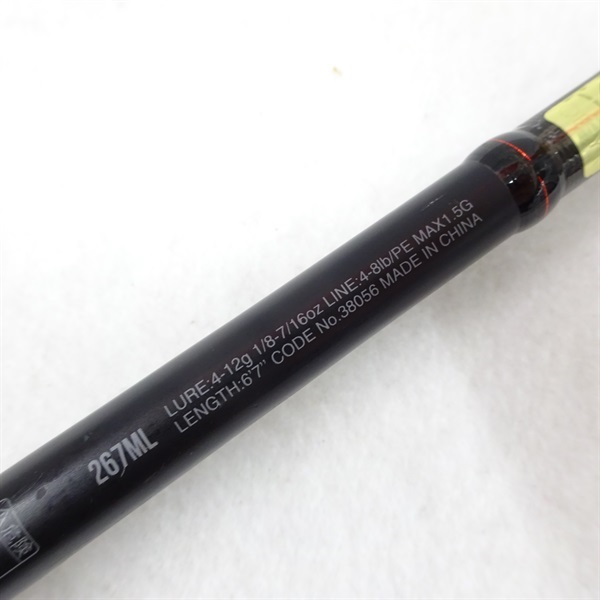 267ML
LURE:4-12g 1/8-7/16oz LINE:4-8lb/PE MAX1.5G
LENGTH:6'7" CODE No.38056 MADE IN CHINA